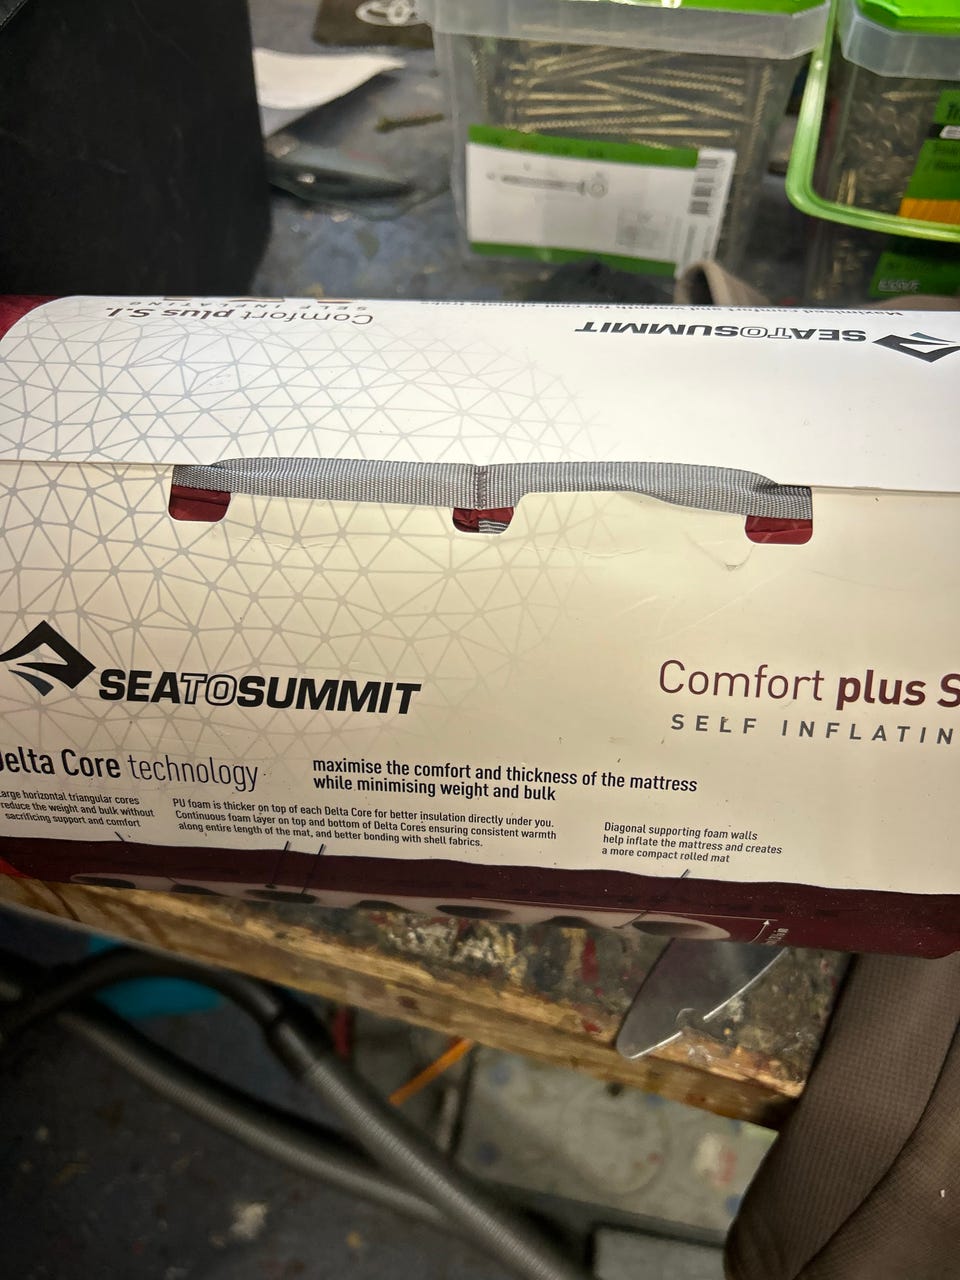 Comfort plus S.I.
SELF INFLATING
SEATOSUMMIT
SEATOSUMMIT
Comfort plus S
SELF INFLATIN
Delta Core technology
maximise the comfort and thickness of the mattress
while minimising weight and bulk
Large horizontal triangular cores
reduce the weight and bulk without
sacrificing support and comfort
PU foam is thicker on top of each Delta Core for better insulation directly under you.
Continuous foam layer on top and bottom of Delta Cores ensuring consistent warmth
along entire length of the mat, and better bonding with shell fabrics.
Diagonal supporting foam walls
help inflate the mattress and creates
a more compact rolled mat